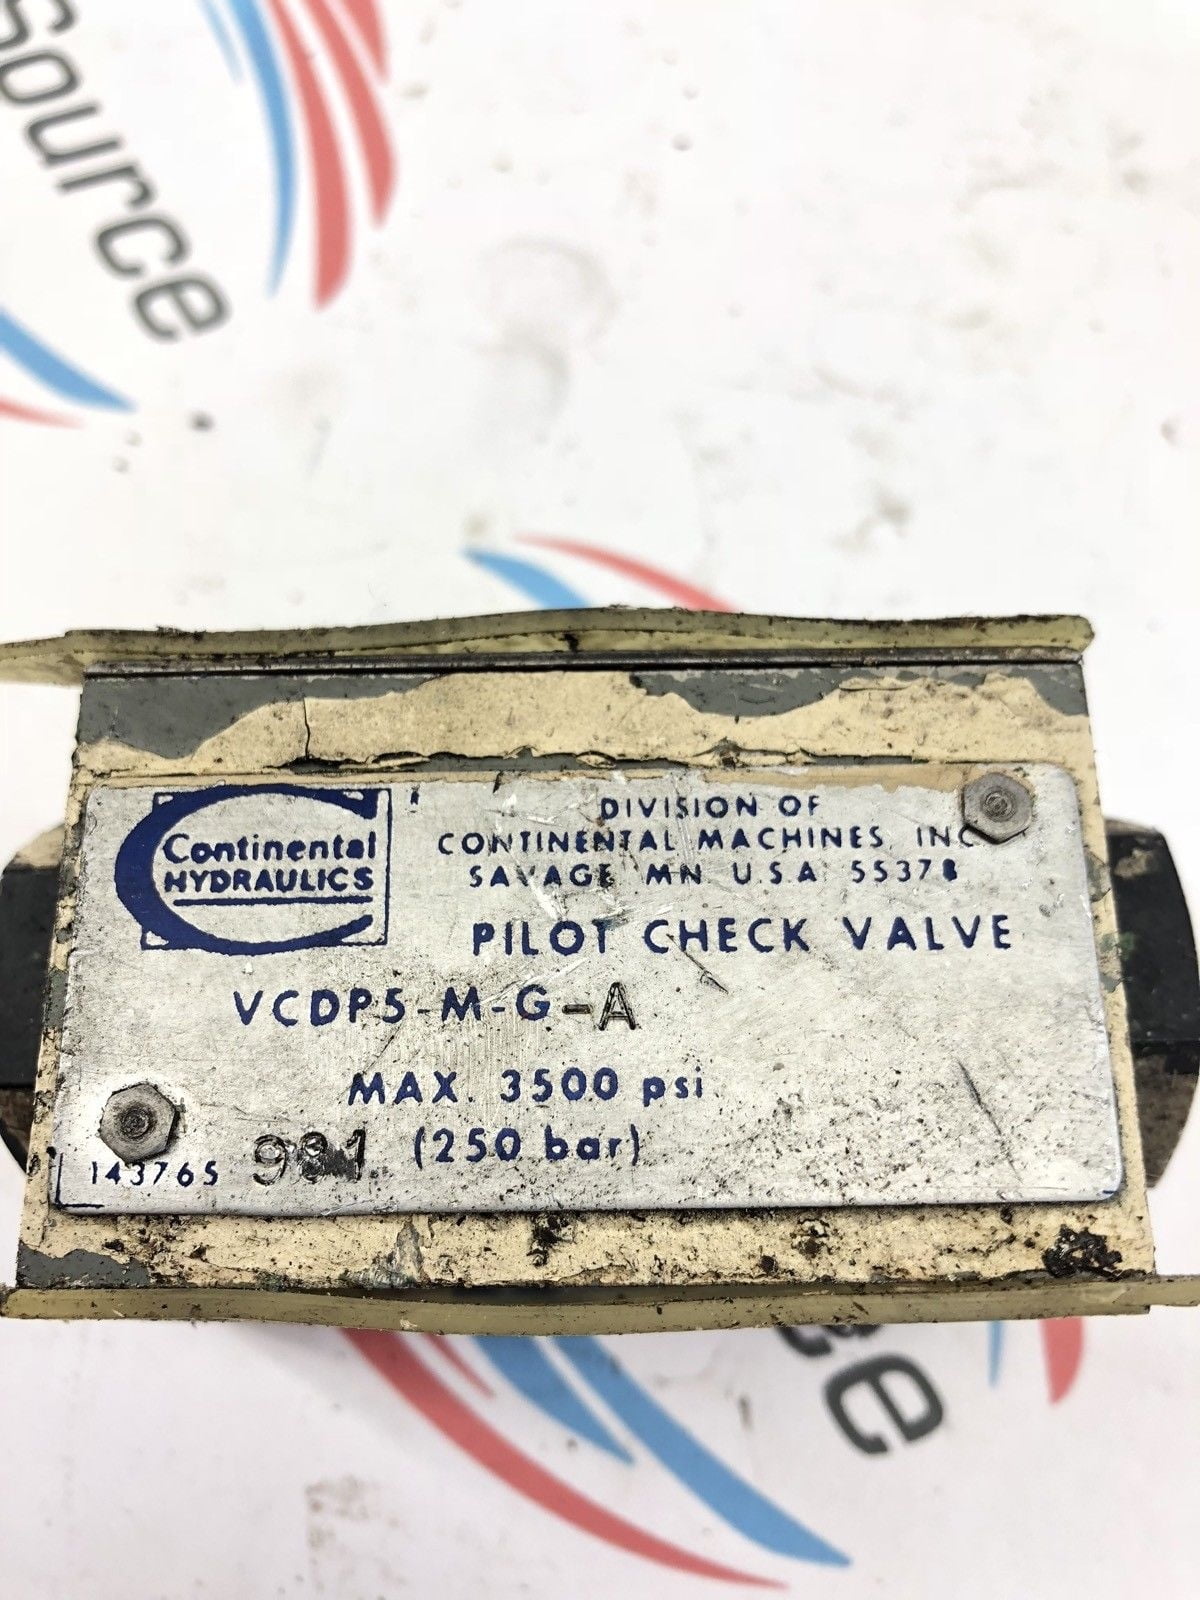 source
Continental
HYDRAULICS
DIVISION OF
CONTINENTAL MACHINES, INC
SAVAGE, MN. U.S.A. 55378
PILOT CHECK VALVE
VCDP5-M-G-A
MAX. 3500 psi
(250 bar)
143765 981